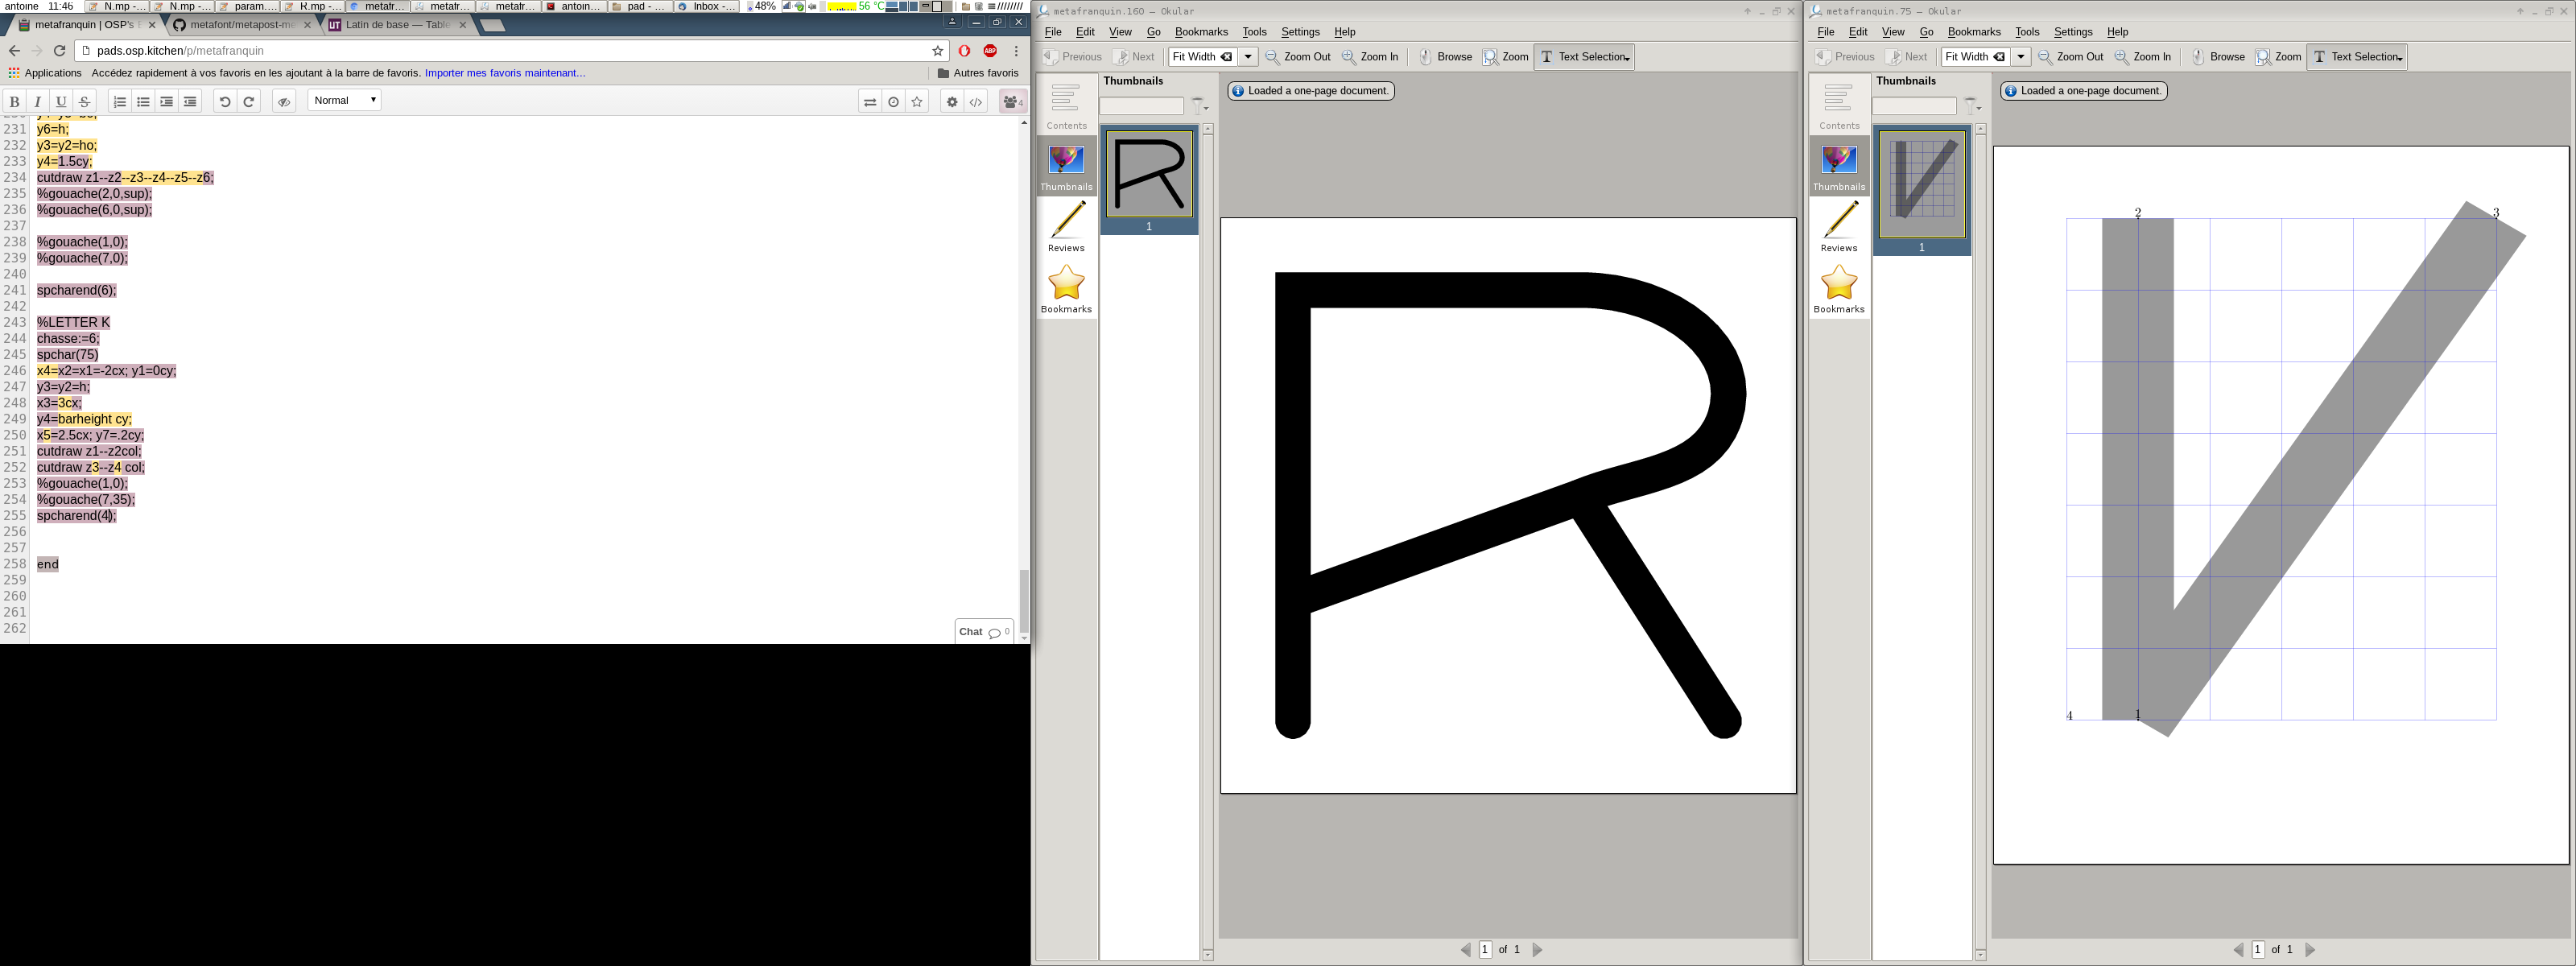 antoine 11:46 N.mp -... N.mp -... param.... R.mp -... metafr... metafr... metafr... antoin... pad - ... Inbox -... 48% 56 °C
metafranquin | OSP's metafont/metapost-me Latin de base — Table
pads.osp.kitchen/p/metafranquin
Applications Accédez rapidement à vos favoris en les ajoutant à la barre de favoris. Importer mes favoris maintenant... Autres favoris
B I U S Normal 4
231 y6=h;
232 y3=y2=ho;
233 y4=1.5cy;
234 cutdraw z1--z2--z3--z4--z5--z6;
235 %gouache(2,0,sup);
236 %gouache(6,0,sup);
237
238 %gouache(1,0);
239 %gouache(7,0);
240
241 spcharend(6);
242
243 %LETTER K
244 chasse:=6;
245 spchar(75)
246 x4=x2=x1=-2cx; y1=0cy;
247 y3=y2=h;
248 x3=3cx;
249 y4=barheight cy;
250 x5=2.5cx; y7=.2cy;
251 cutdraw z1--z2col;
252 cutdraw z3--z4 col;
253 %gouache(1,0);
254 %gouache(7,35);
255 spcharend(4);
256
257
258 end
259
260
261
262
Chat 0
metafranquin.160 – Okular
File Edit View Go Bookmarks Tools Settings Help
Previous Next Fit Width Zoom Out Zoom In Browse Zoom Text Selection
Thumbnails
Contents
Thumbnails
Reviews
Bookmarks
1
Loaded a one-page document.
R
1 of 1
metafranquin.75 – Okular
File Edit View Go Bookmarks Tools Settings Help
Previous Next Fit Width Zoom Out Zoom In Browse Zoom Text Selection
Thumbnails
Contents
Thumbnails
Reviews
Bookmarks
1
Loaded a one-page document.
2 3
4 1
1 of 1